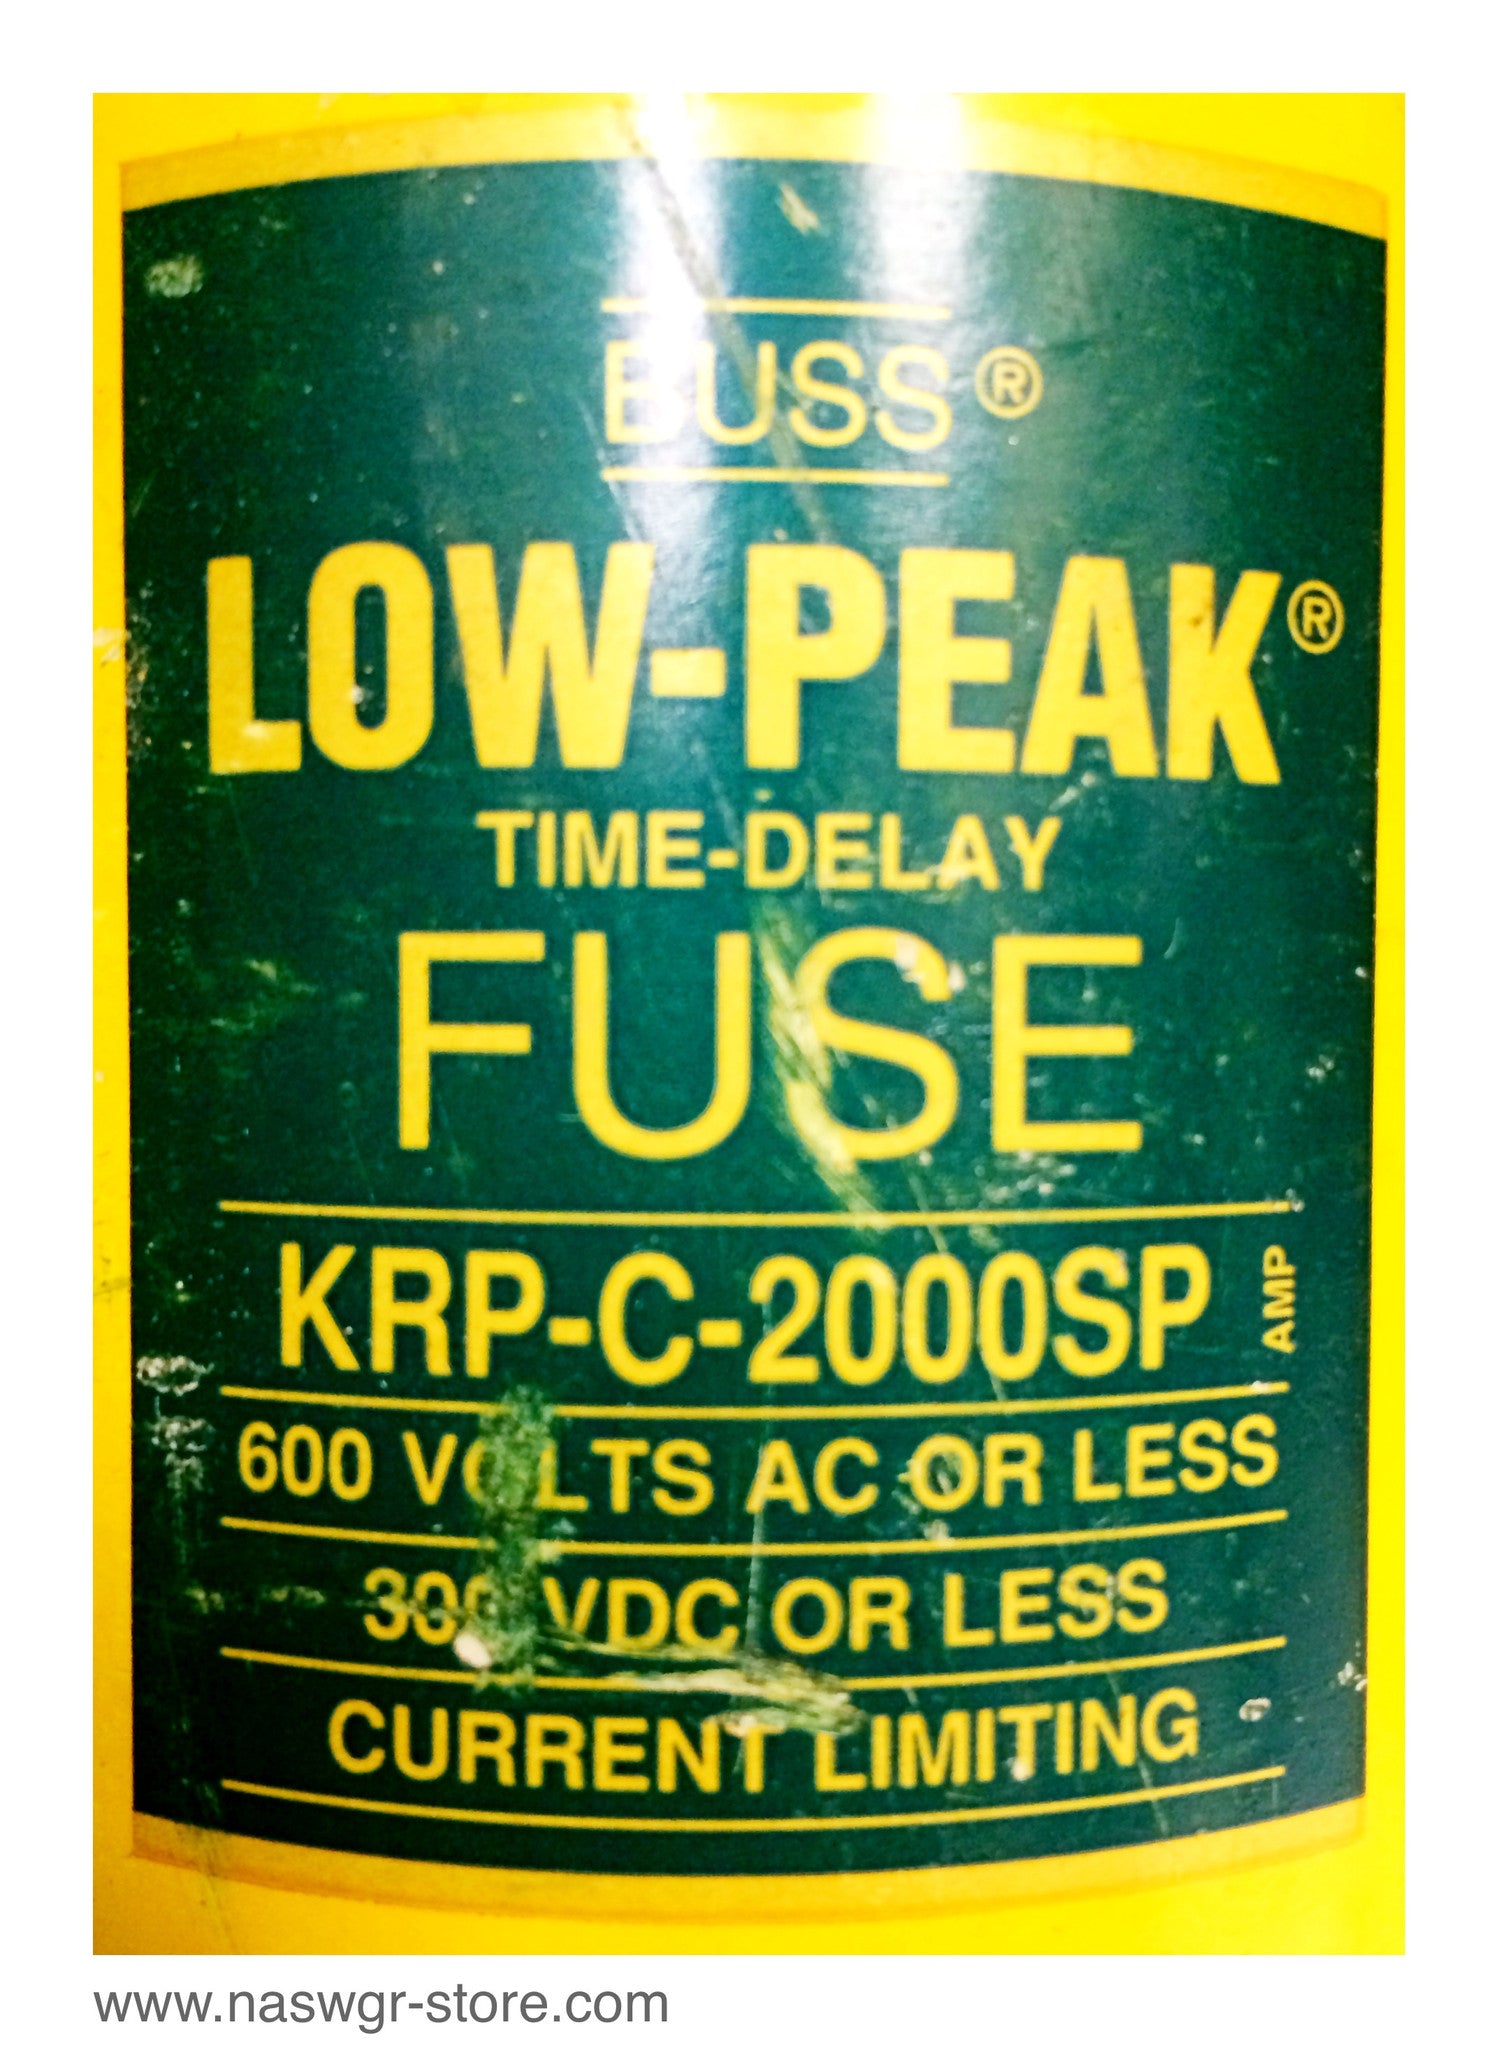 BUSS®
LOW-PEAK®
TIME-DELAY
FUSE
KRP-C-2000SP AMP
600 VOLTS AC OR LESS
300 VDC OR LESS
CURRENT LIMITING
www.naswgr-store.com